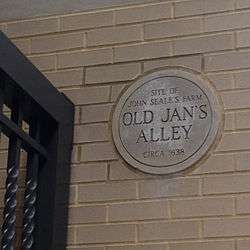 SITE OF
JOHN SEALE'S FARM
OLD JAN'S
ALLEY
CIRCA 1638